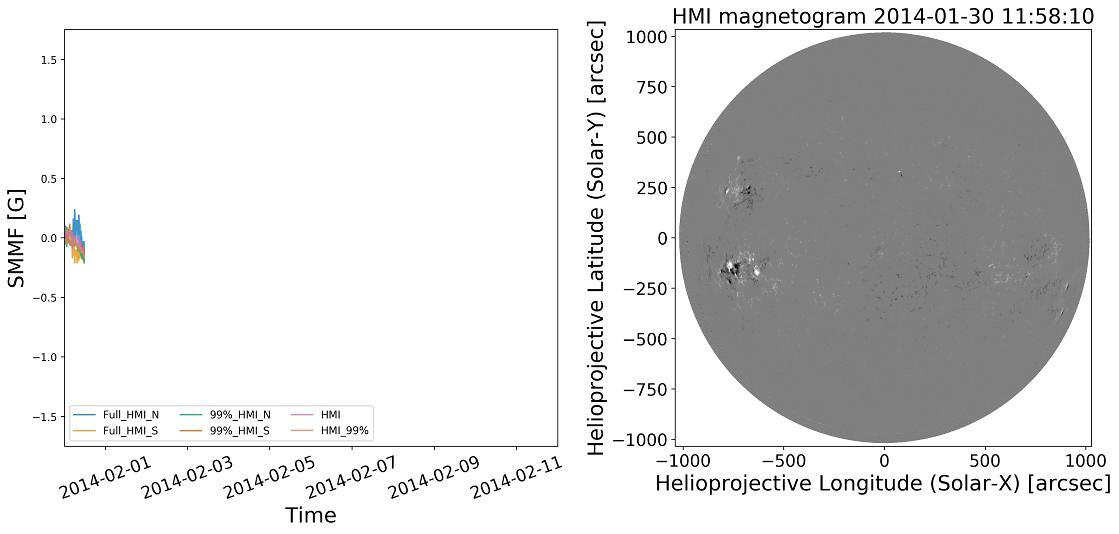 SMMF [G]
1.5
1.0
0.5
0.0
−0.5
−1.0
−1.5
Full_HMI_N 99%_HMI_N HMI
Full_HMI_S 99%_HMI_S HMI_99%
2014-02-01 2014-02-03 2014-02-05 2014-02-07 2014-02-09 2014-02-11
Time
HMI magnetogram 2014-01-30 11:58:10
Helioprojective Latitude (Solar-Y) [arcsec]
1000
750
500
250
0
−250
−500
−750
−1000
−1000 −500 0 500 1000
Helioprojective Longitude (Solar-X) [arcsec]